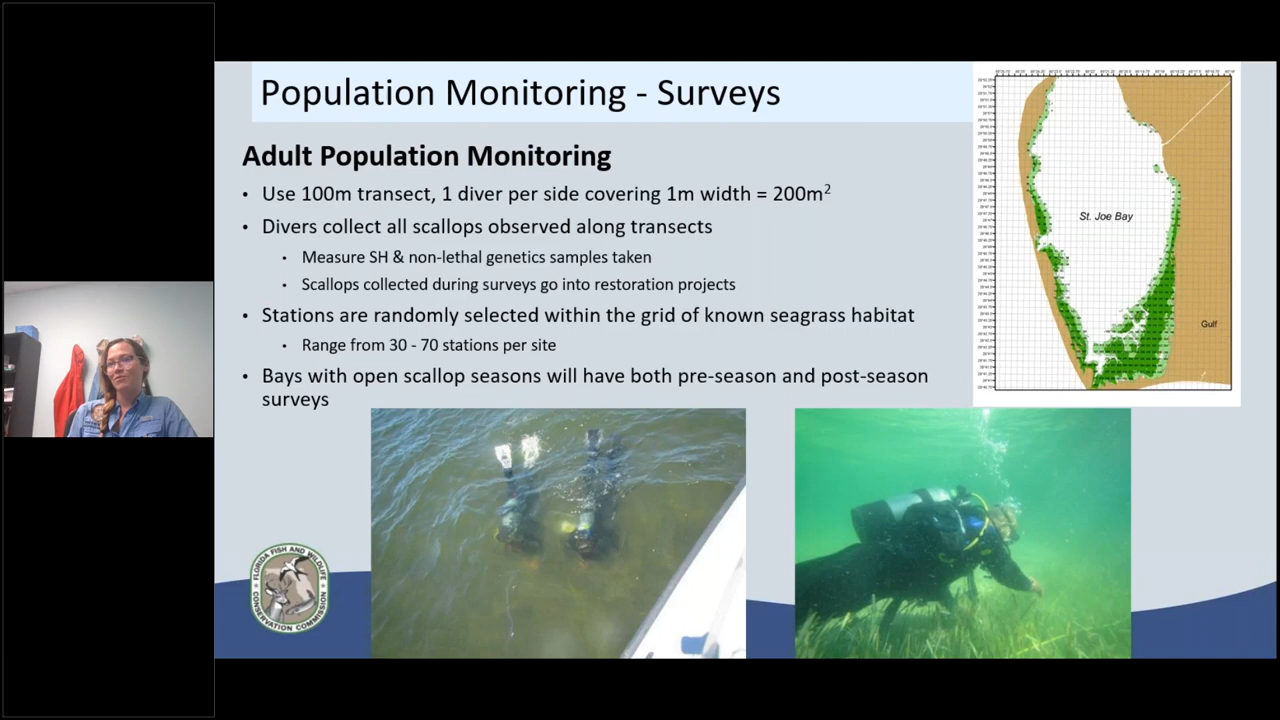 Population Monitoring - Surveys
Adult Population Monitoring
• Use 100m transect, 1 diver per side covering 1m width = 200m²
• Divers collect all scallops observed along transects
• Measure SH & non-lethal genetics samples taken
• Scallops collected during surveys go into restoration projects
• Stations are randomly selected within the grid of known seagrass habitat
• Range from 30 - 70 stations per site
• Bays with open scallop seasons will have both pre-season and post-season
surveys
St. Joe Bay
Gulf
FLORIDA FISH AND WILDLIFE
CONSERVATION COMMISSION